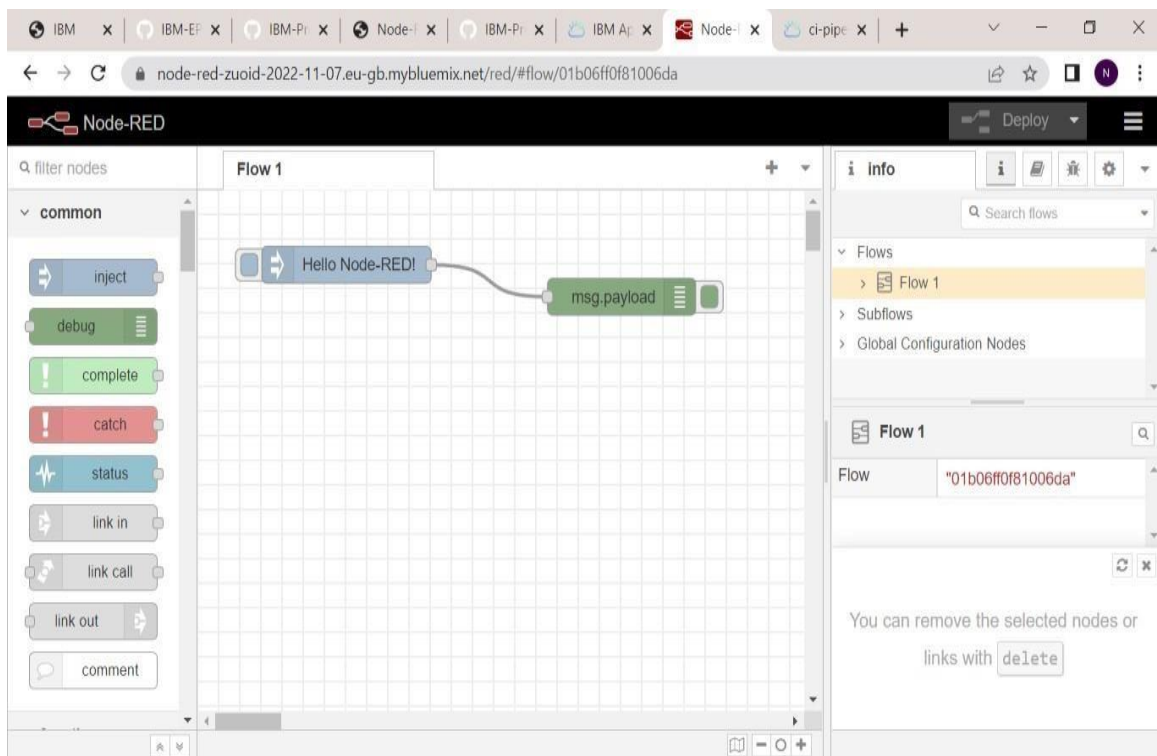 IBM
IBM-EP
IBM-Pr
Node-
IBM-Pr
IBM Ap
Node-
ci-pipe
node-red-zuoid-2022-11-07.eu-gb.mybluemix.net/red/#flow/01b06ff0f81006da
N
Node-RED
Deploy
filter nodes
Flow 1
i info
common
Search flows
Flows
Flow 1
Subflows
Global Configuration Nodes
inject
debug
complete
catch
status
link in
link call
link out
comment
Hello Node-RED!
msg.payload
Flow 1
Flow "01b06ff0f81006da"
You can remove the selected nodes or
links with delete